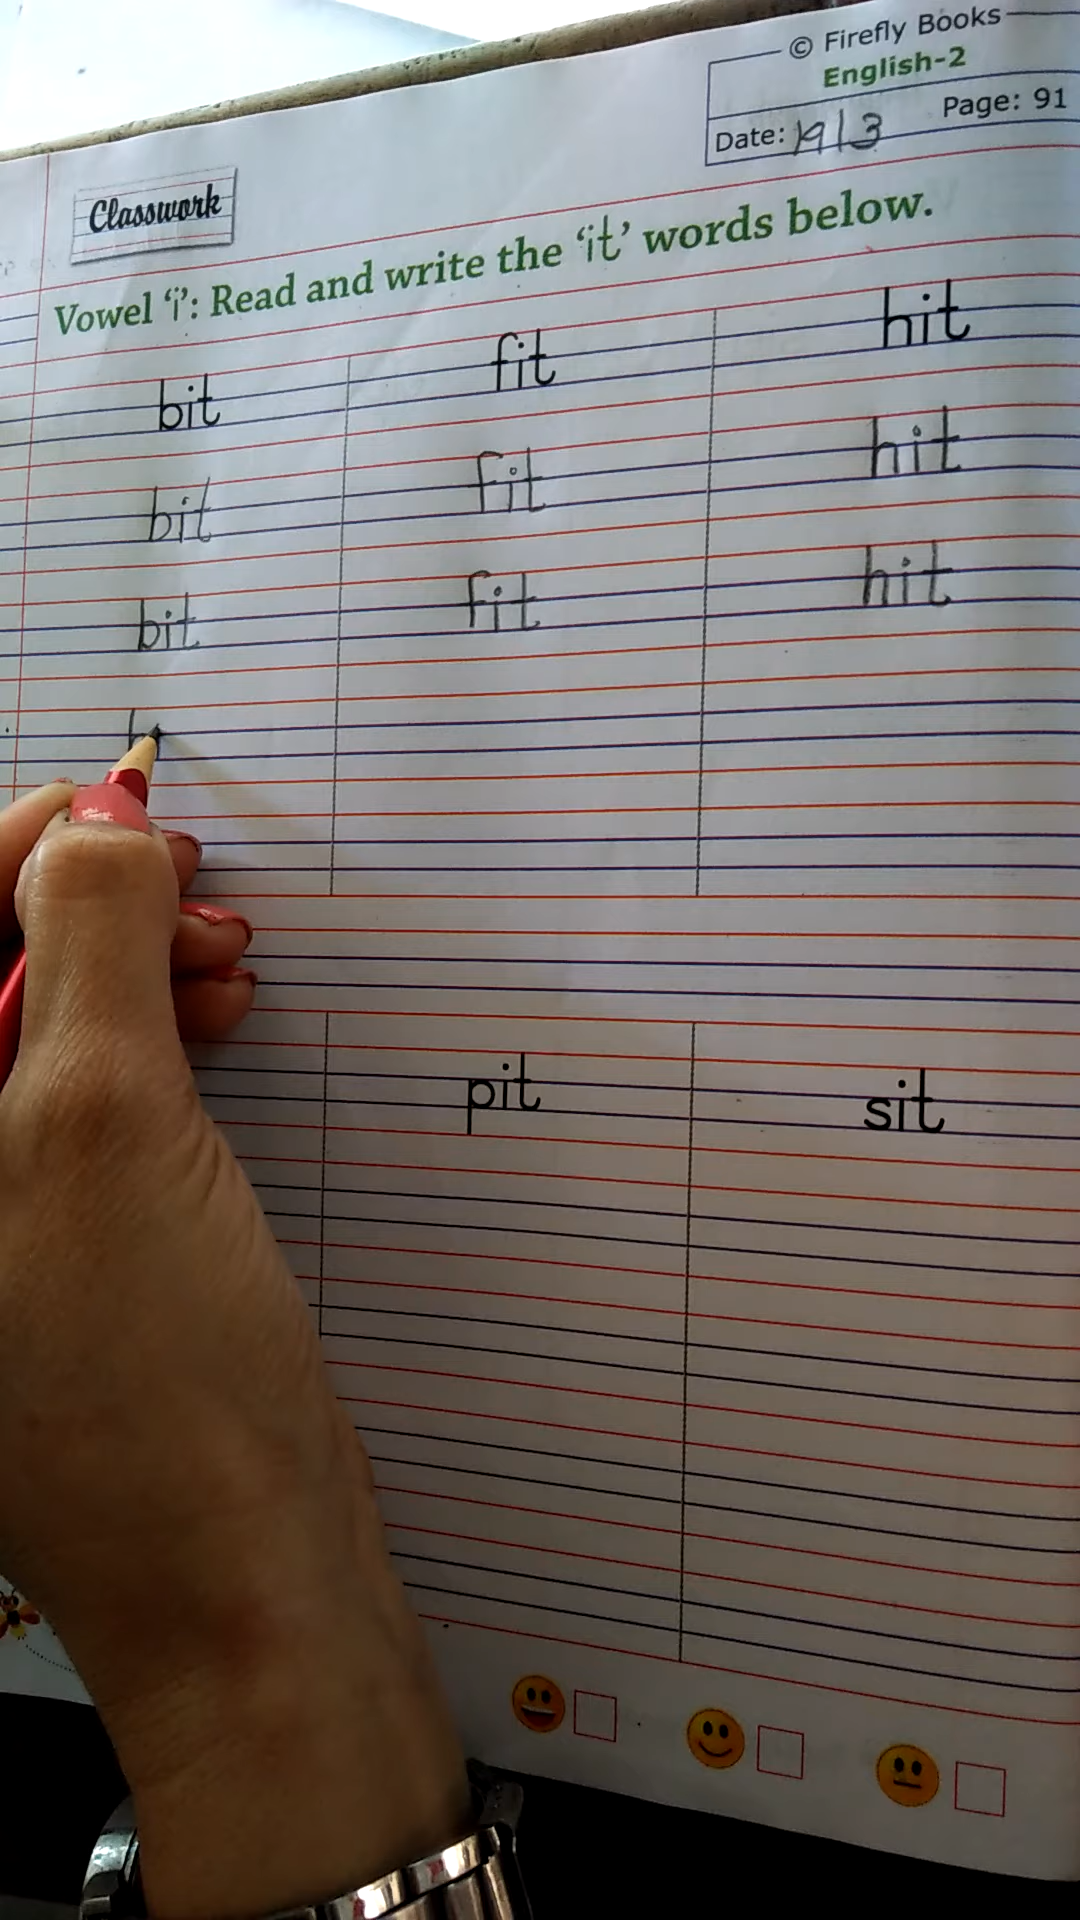 © Firefly Books
English-2
Date: 19/3 Page: 91
Classwork
Vowel ‘i’: Read and write the ‘it’ words below.
bit fit hit
bit fit hit
bit fit hit
pit sit